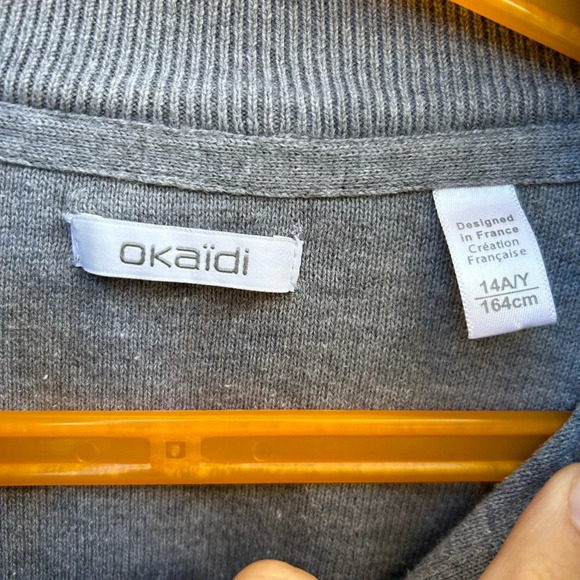 okaïdi
Designed
in France
Création
Française
14A/Y
164cm